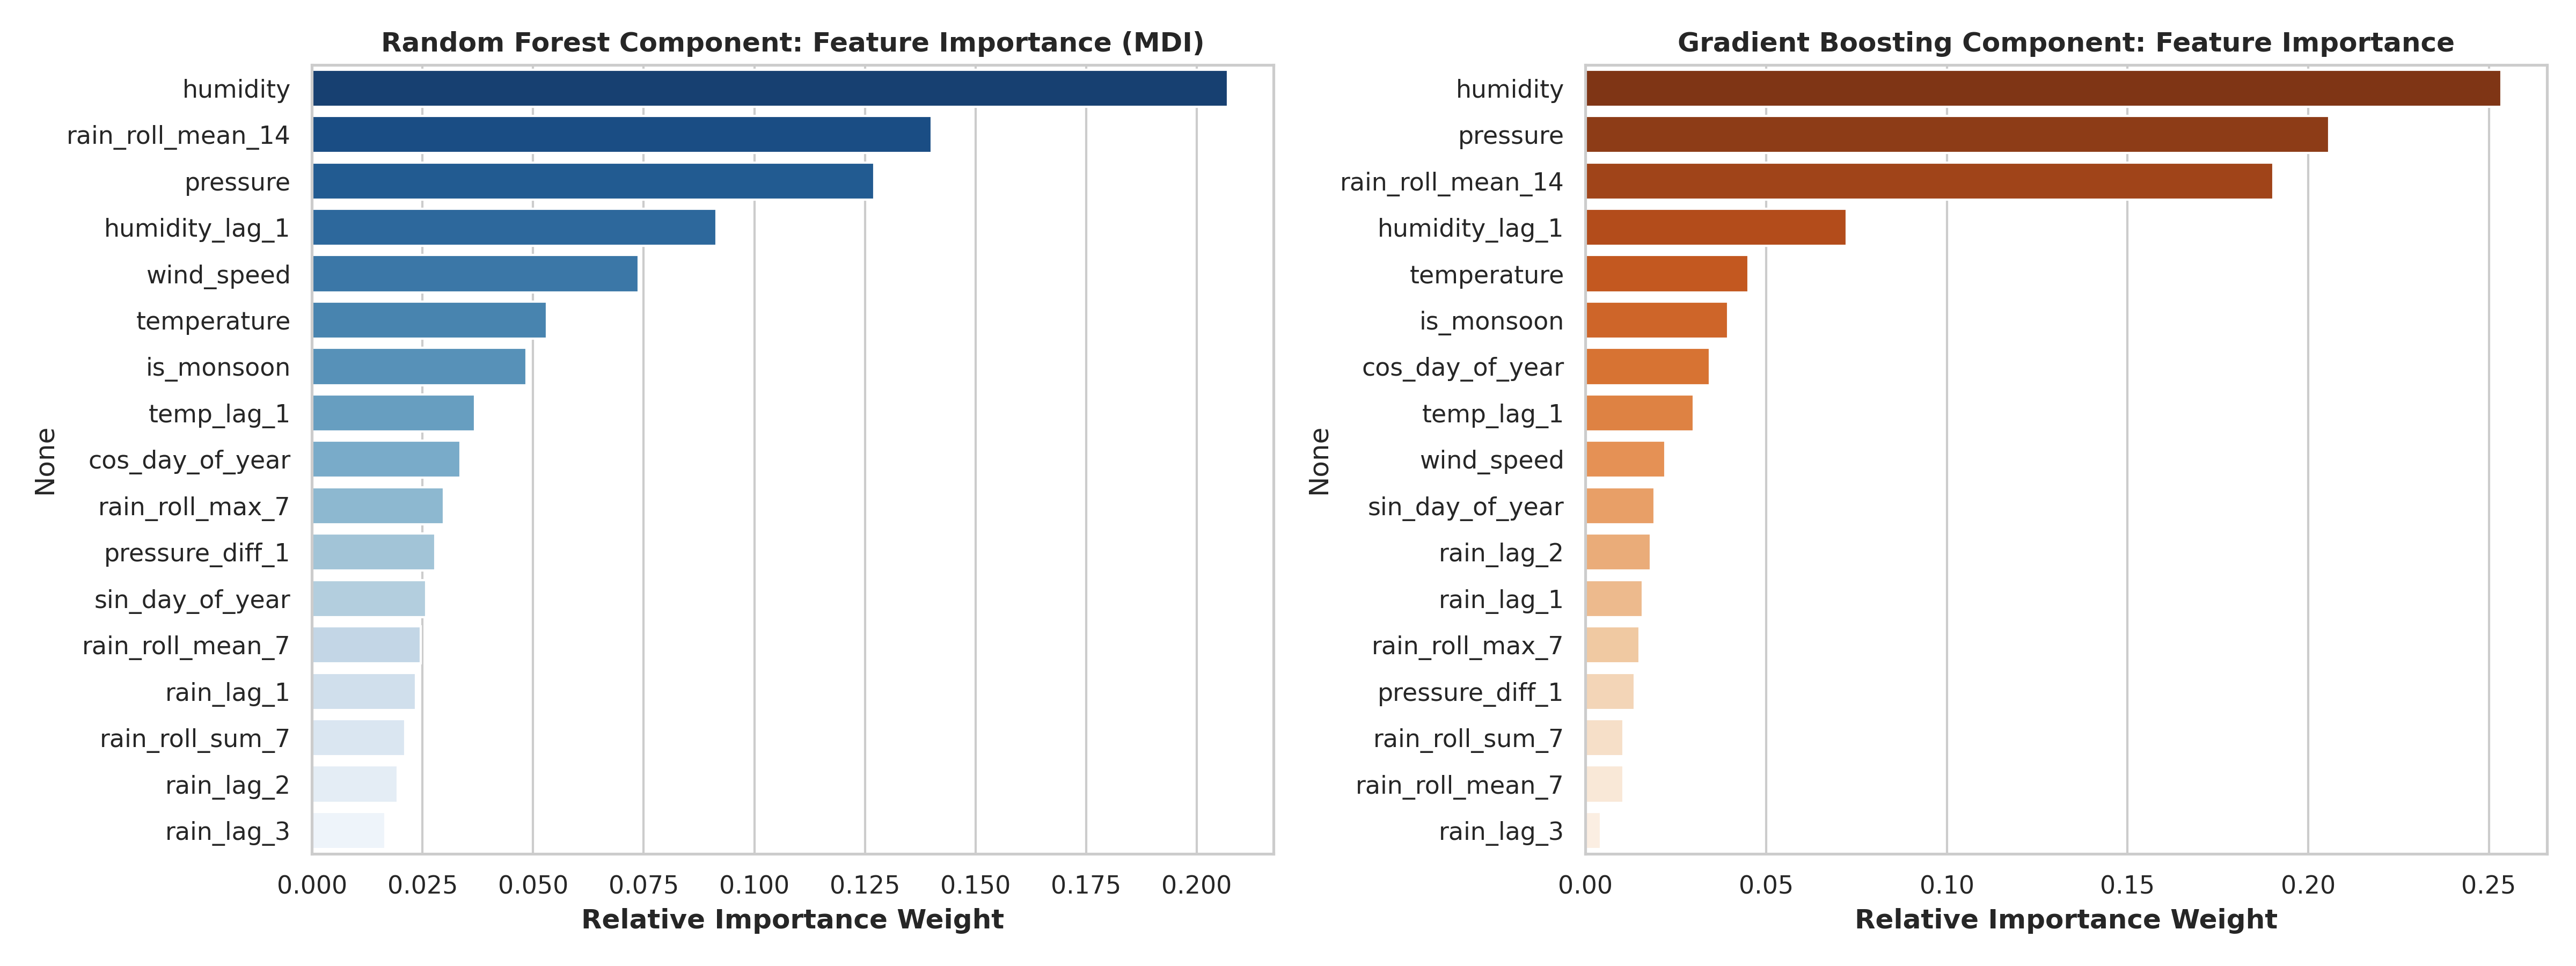 Random Forest Component: Feature Importance (MDI)
humidity
rain_roll_mean_14
pressure
humidity_lag_1
wind_speed
temperature
is_monsoon
temp_lag_1
cos_day_of_year
rain_roll_max_7
pressure_diff_1
sin_day_of_year
rain_roll_mean_7
rain_lag_1
rain_roll_sum_7
rain_lag_2
rain_lag_3
None
0.000 0.025 0.050 0.075 0.100 0.125 0.150 0.175 0.200
Relative Importance Weight
Gradient Boosting Component: Feature Importance
humidity
pressure
rain_roll_mean_14
humidity_lag_1
temperature
is_monsoon
cos_day_of_year
temp_lag_1
wind_speed
sin_day_of_year
rain_lag_2
rain_lag_1
rain_roll_max_7
pressure_diff_1
rain_roll_sum_7
rain_roll_mean_7
rain_lag_3
None
0.00 0.05 0.10 0.15 0.20 0.25
Relative Importance Weight